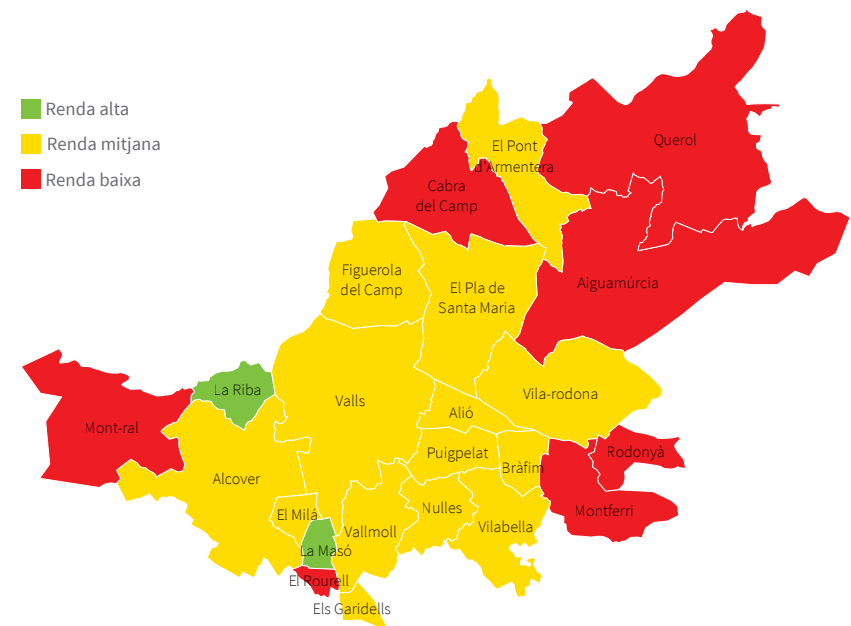 Renda alta
Renda mitjana
Renda baixa
Querol
El Pont
d'Armentera
Cabra
del Camp
Figuerola
del Camp
El Pla de
Santa Maria
Aiguamúrcia
La Riba
Valls
Vila-rodona
Alió
Mont-ral
Puigpelat
Rodonyà
Bràfim
Alcover
Nulles
Montferri
El Milá
Vallmoll
Vilabella
La Masó
El Rourell
Els Garidells